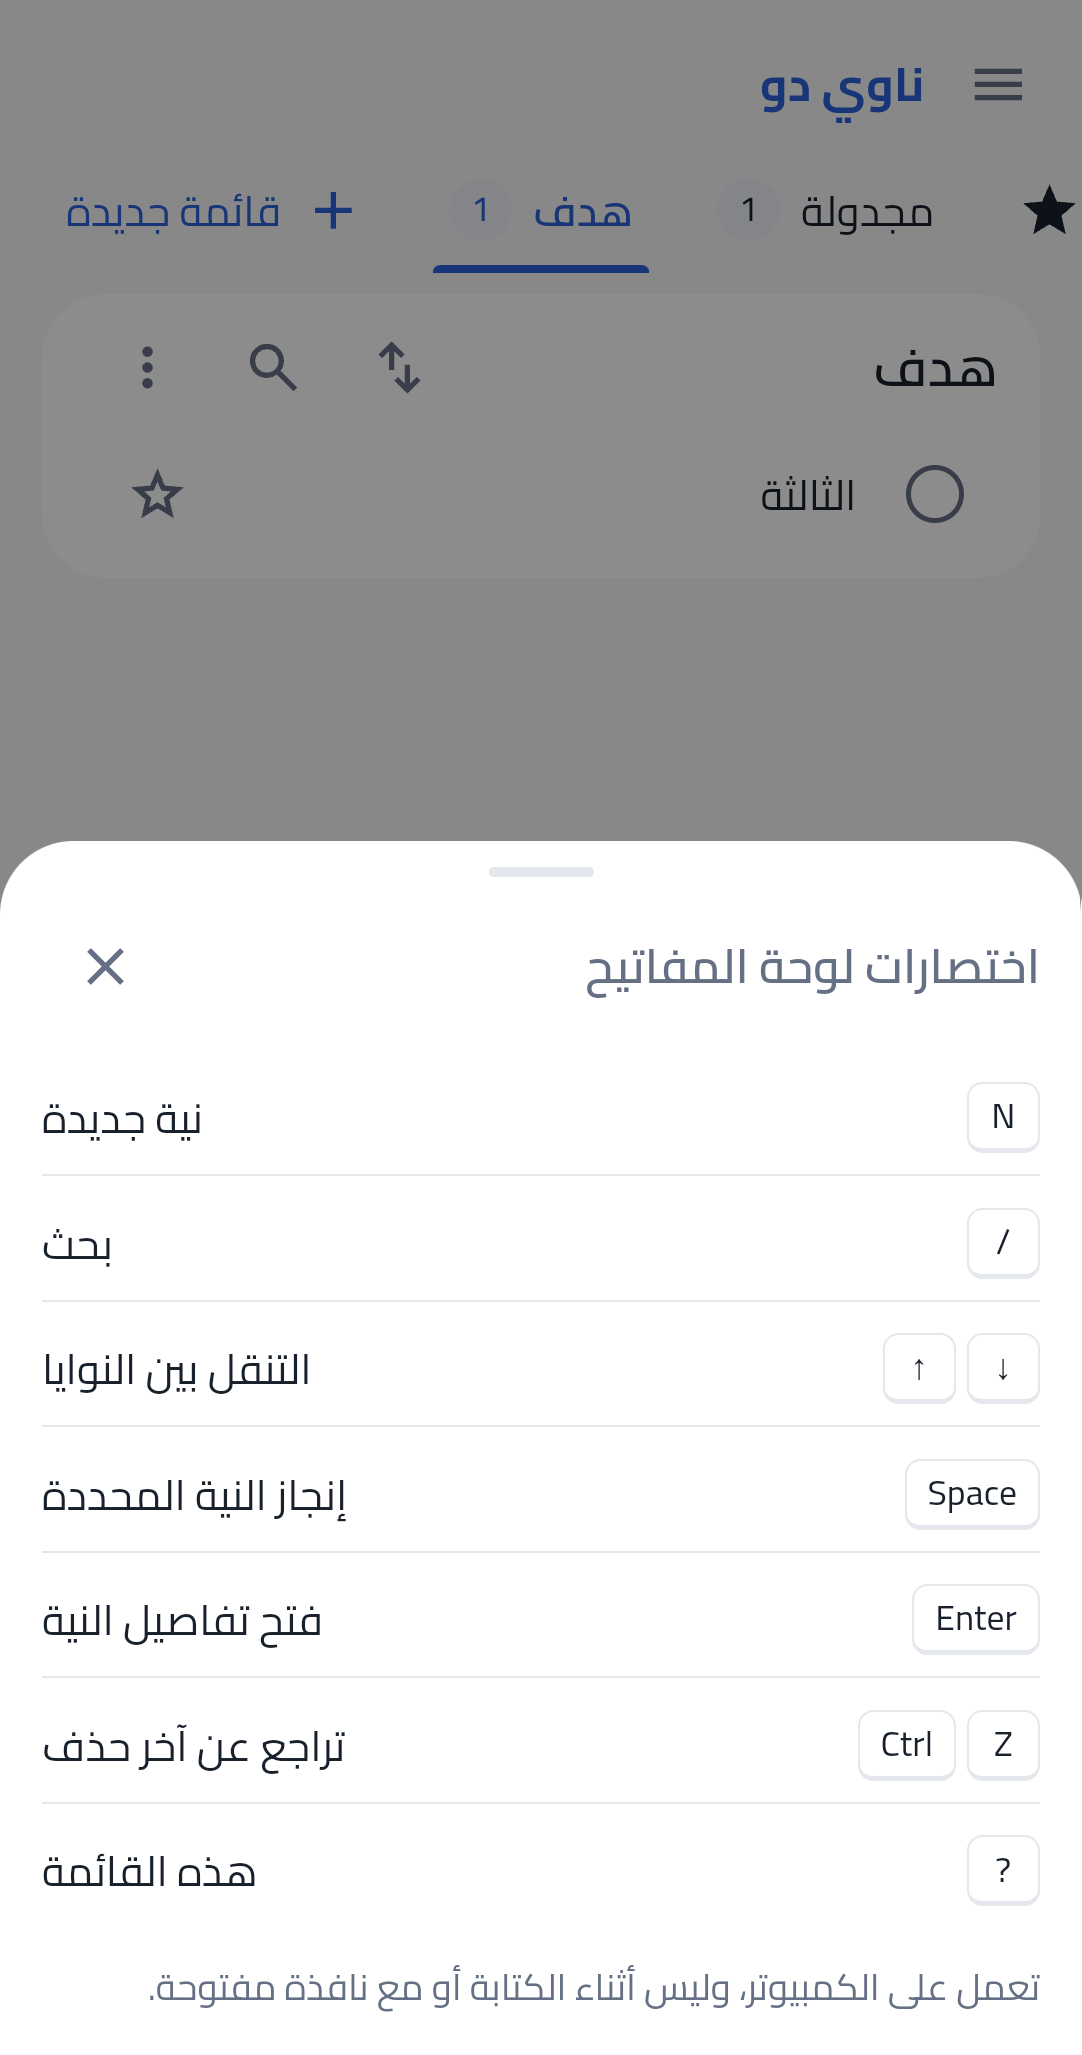 ناوي دو
مجدولة 1 هدف 1 + قائمة جديدة
هدف
الثالثة
اختصارات لوحة المفاتيح
N نية جديدة
/ بحث
↑ ↓ التنقل بين النوايا
Space إنجاز النية المحددة
Enter فتح تفاصيل النية
Ctrl Z تراجع عن آخر حذف
? هذه القائمة
تعمل على الكمبيوتر، وليس أثناء الكتابة أو مع نافذة مفتوحة.